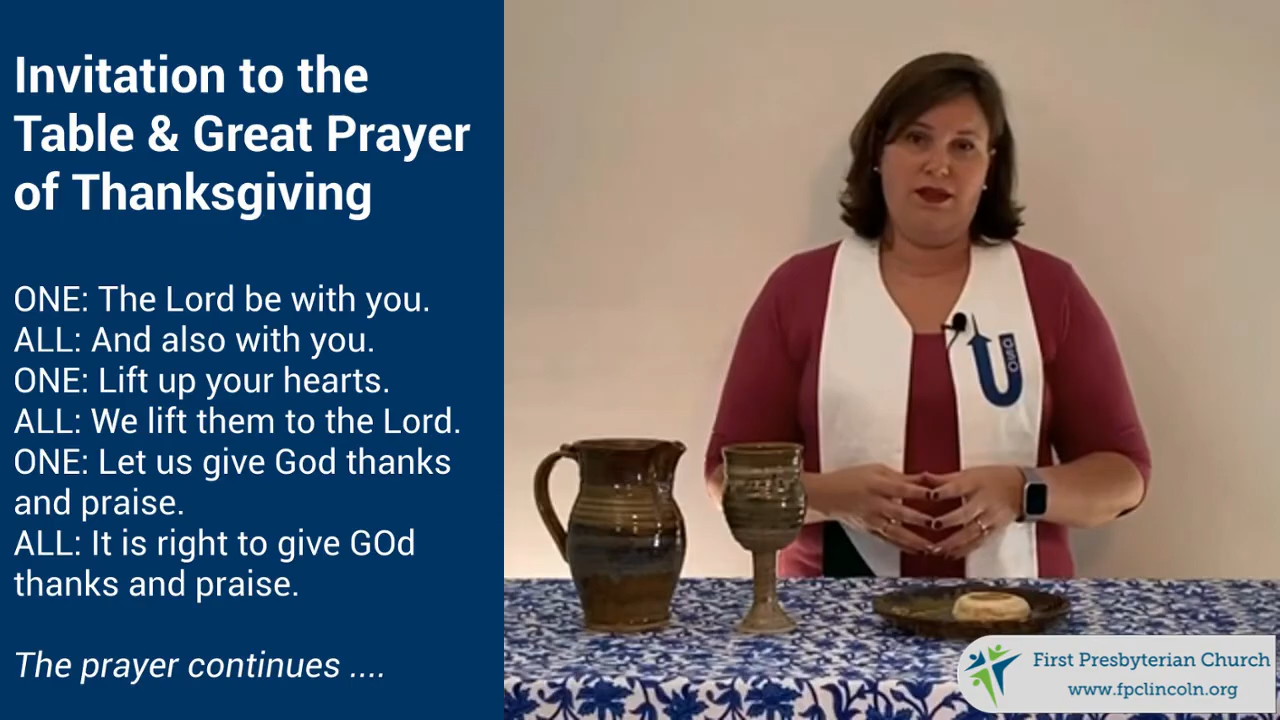 Invitation to the
Table & Great Prayer
of Thanksgiving
ONE: The Lord be with you.
ALL: And also with you.
ONE: Lift up your hearts.
ALL: We lift them to the Lord.
ONE: Let us give God thanks
and praise.
ALL: It is right to give GOd
thanks and praise.
The prayer continues ....
OSO
First Presbyterian Church
www.fpclincoln.org